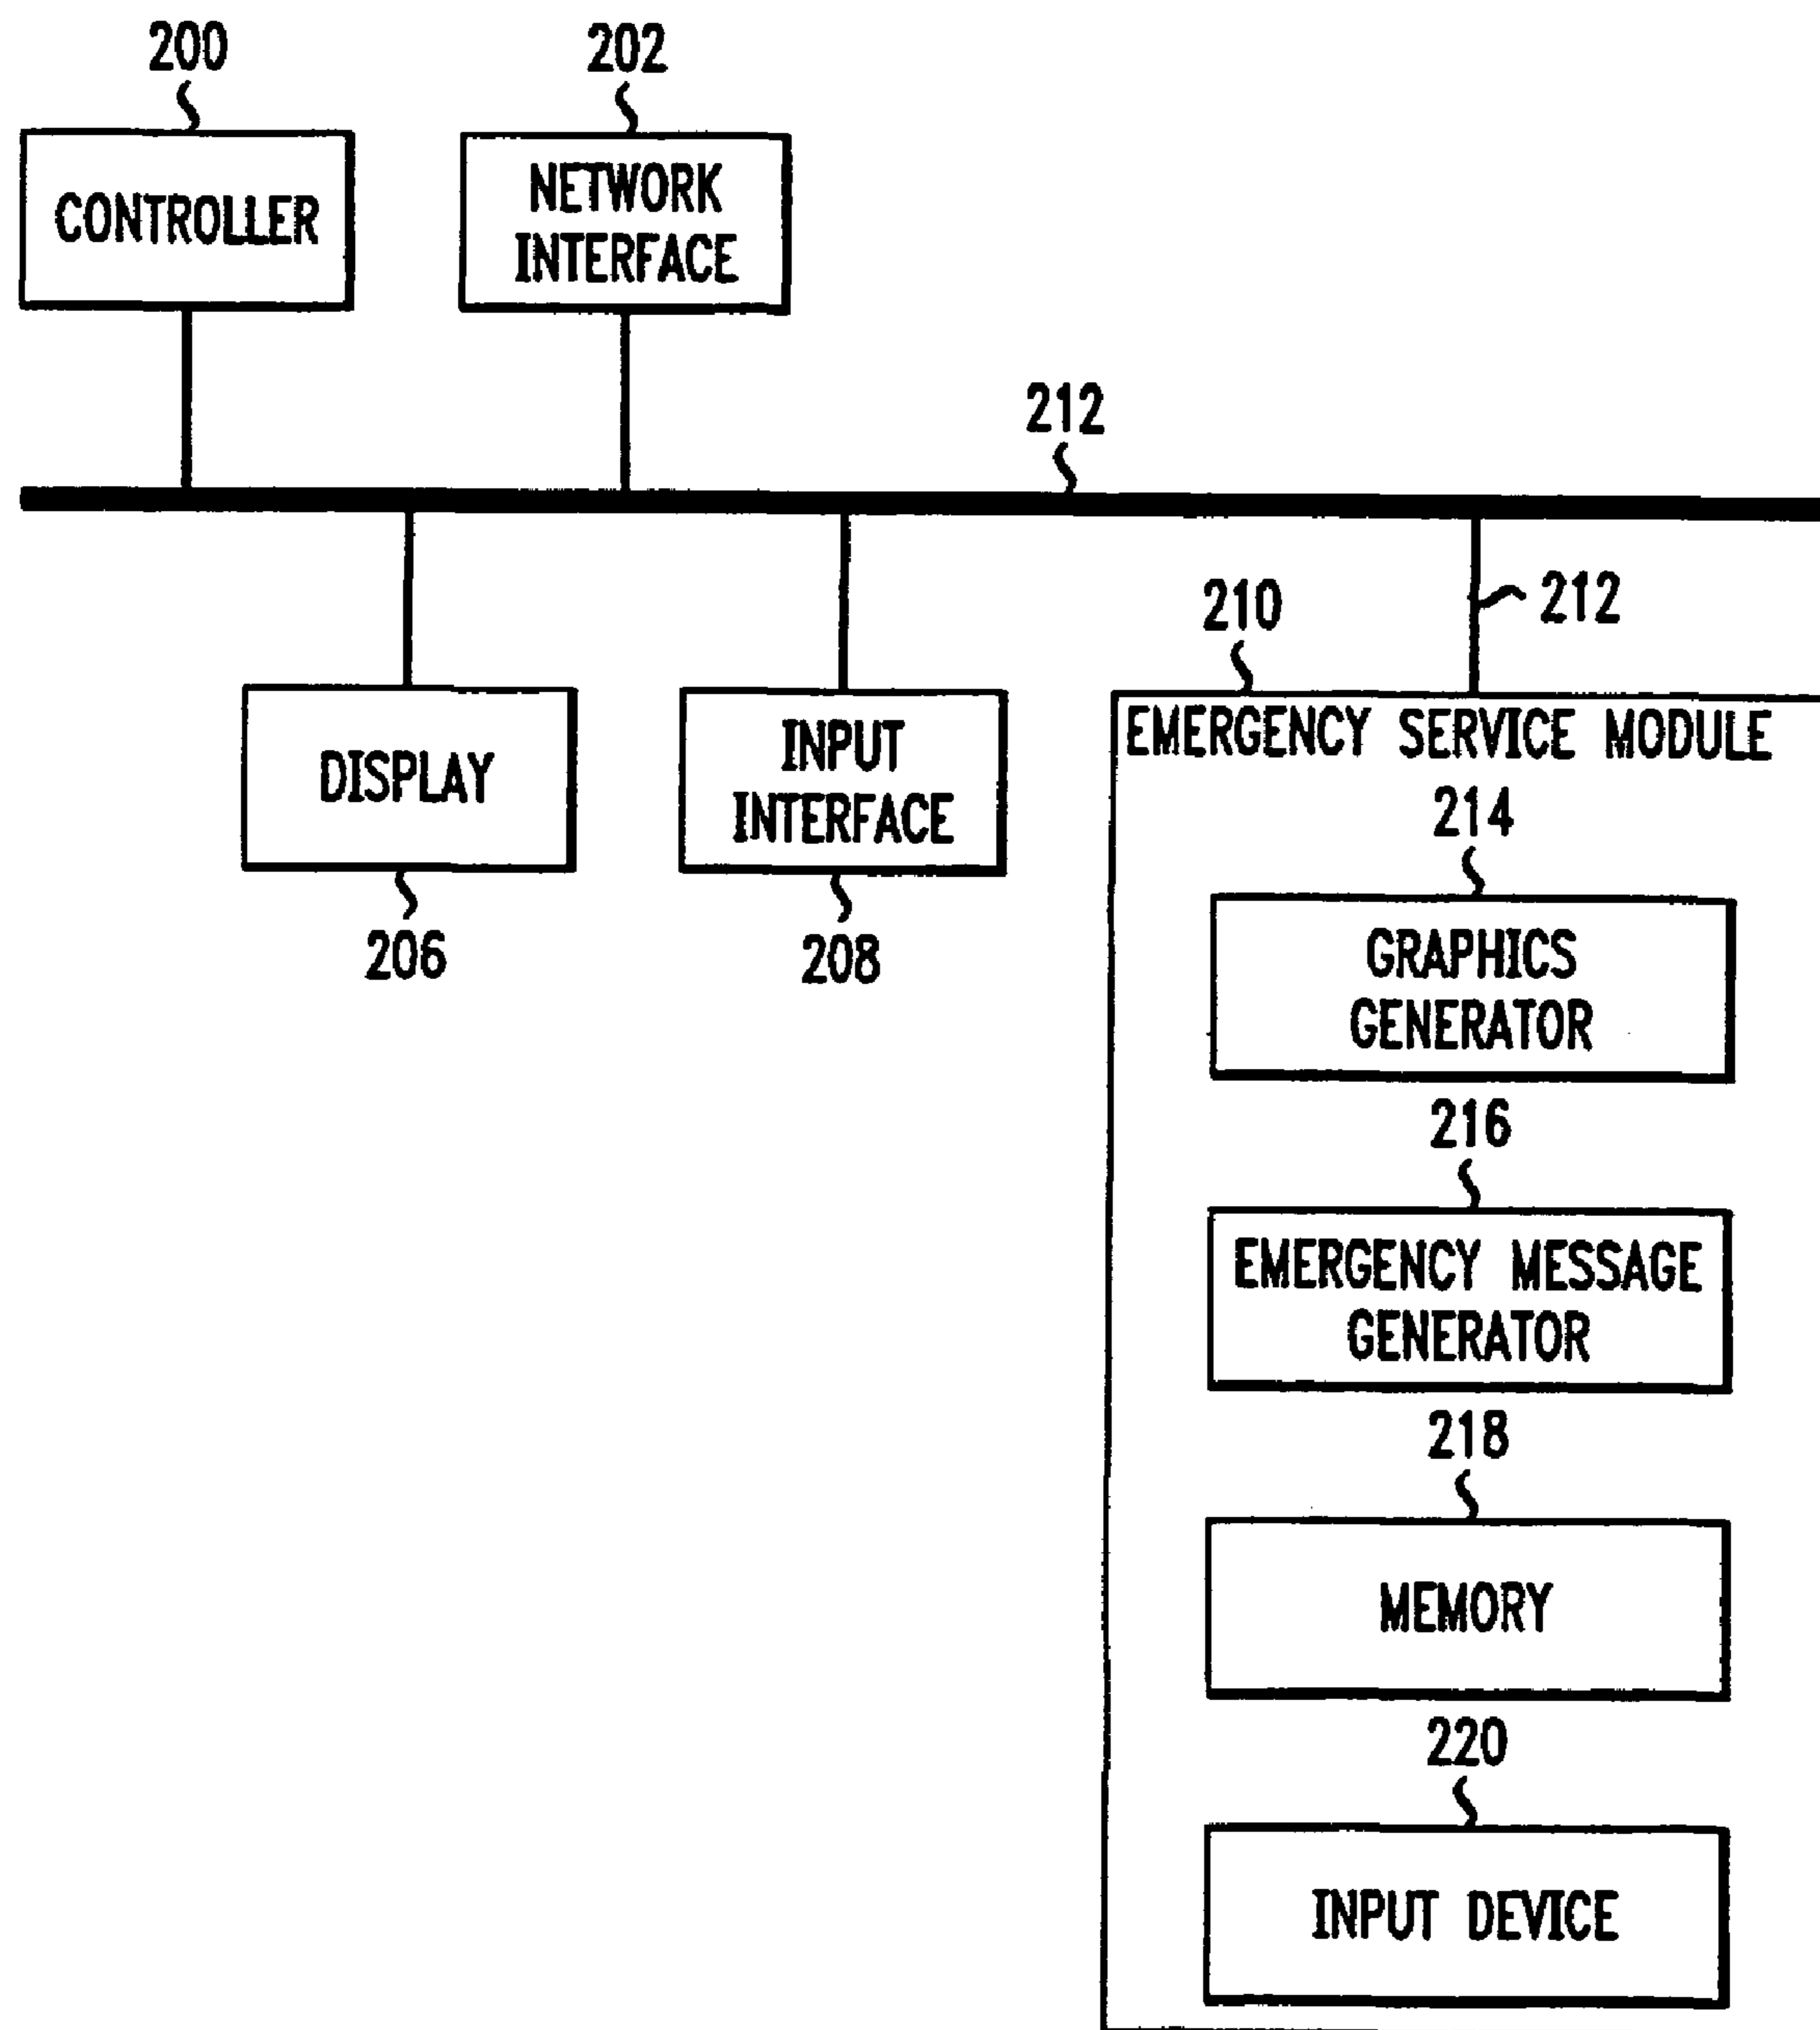 200
202
CONTROLLER
NETWORK
INTERFACE
212
212
210
EMERGENCY SERVICE MODULE
DISPLAY
INPUT
INTERFACE
206
208
214
GRAPHICS
GENERATOR
216
EMERGENCY MESSAGE
GENERATOR
218
MEMORY
220
INPUT DEVICE